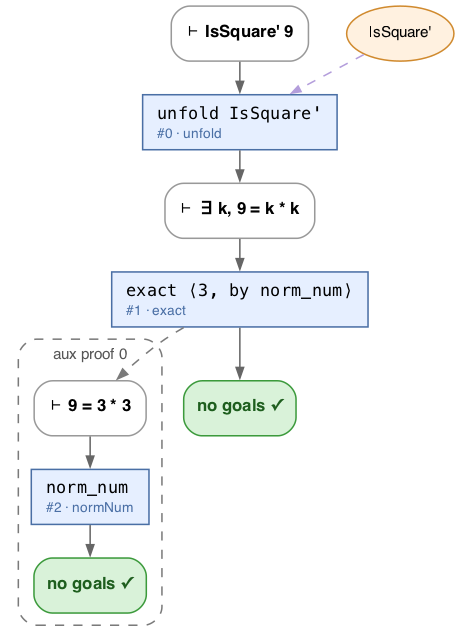 ⊢ IsSquare' 9
IsSquare'
unfold IsSquare'
#0 · unfold
⊢ ∃ k, 9 = k * k
exact ⟨3, by norm_num⟩
#1 · exact
aux proof 0
⊢ 9 = 3 * 3
no goals ✓
norm_num
#2 · normNum
no goals ✓